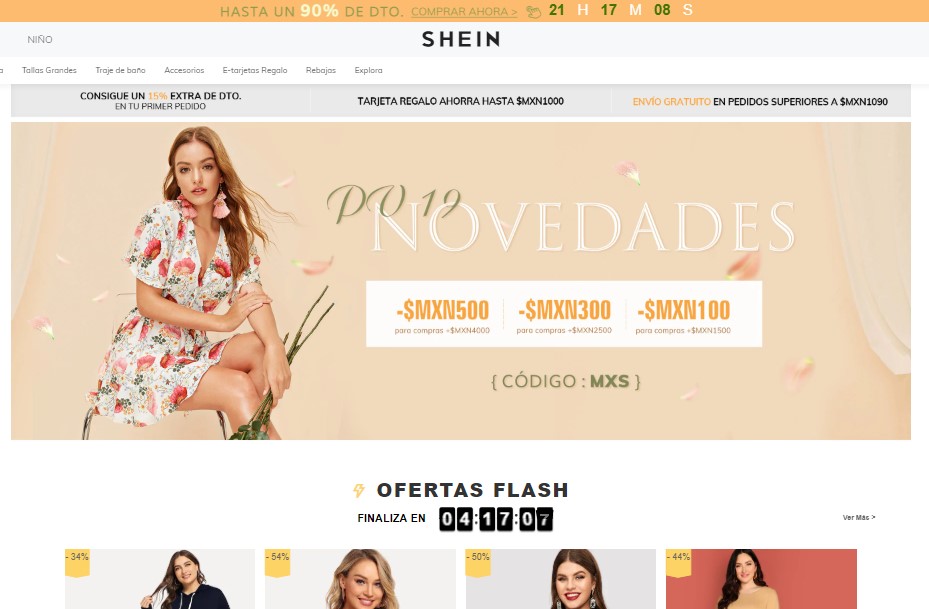 HASTA UN 90% DE DTO. COMPRAR AHORA > 21 H 17 M 08 S
NIÑO
SHEIN
a Tallas Grandes Traje de baño Accesorios E-tarjetas Regalo Rebajas Explora
CONSIGUE UN 15% EXTRA DE DTO.
EN TU PRIMER PEDIDO
TARJETA REGALO AHORA HASTA $MXN1000
ENVÍO GRATUITO EN PEDIDOS SUPERIORES A $MXN1090
PV 19
NOVEDADES
-$MXN500 -$MXN300 -$MXN100
para compras +$MXN4000 para compras +$MXN2500 para compras +$MXN1500
{ CÓDIGO : MXS }
OFERTAS FLASH
FINALIZA EN 04:17:07
Ver Más >
- 34% - 54% - 50% - 44%